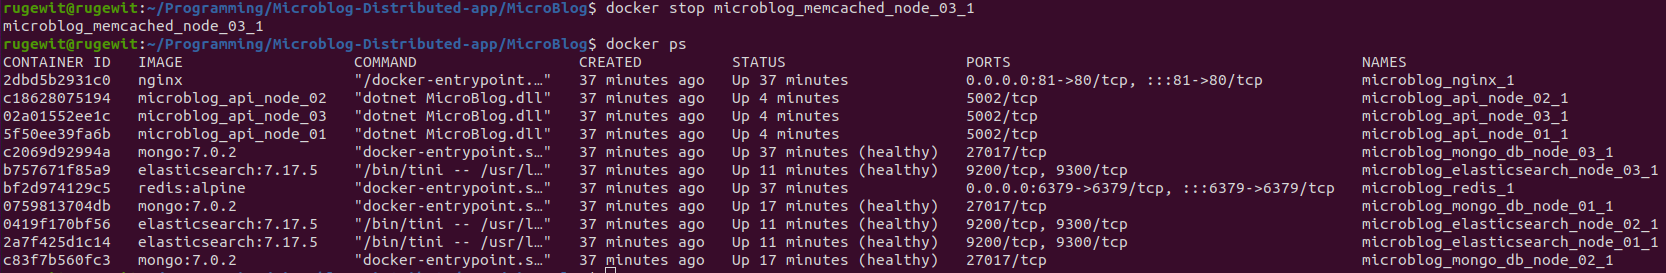 rugewit@rugewit:~/Programming/Microblog-Distributed-app/MicroBlog$ docker stop microblog_memcached_node_03_1
microblog_memcached_node_03_1
rugewit@rugewit:~/Programming/Microblog-Distributed-app/MicroBlog$ docker ps
CONTAINER ID   IMAGE                   COMMAND                  CREATED          STATUS                    PORTS                                       NAMES
2dbd5b2931c0   nginx                   "/docker-entrypoint.…"   37 minutes ago   Up 37 minutes             0.0.0.0:81->80/tcp, :::81->80/tcp           microblog_nginx_1
c18628075194   microblog_api_node_02   "dotnet MicroBlog.dll"   37 minutes ago   Up 4 minutes              5002/tcp                                    microblog_api_node_02_1
02a01552ee1c   microblog_api_node_03   "dotnet MicroBlog.dll"   37 minutes ago   Up 4 minutes              5002/tcp                                    microblog_api_node_03_1
5f50ee39fa6b   microblog_api_node_01   "dotnet MicroBlog.dll"   37 minutes ago   Up 4 minutes              5002/tcp                                    microblog_api_node_01_1
c2069d92994a   mongo:7.0.2             "docker-entrypoint.s…"   37 minutes ago   Up 37 minutes (healthy)   27017/tcp                                   microblog_mongo_db_node_03_1
b757671f85a9   elasticsearch:7.17.5    "/bin/tini -- /usr/l…"   37 minutes ago   Up 11 minutes (healthy)   9200/tcp, 9300/tcp                          microblog_elasticsearch_node_03_1
bf2d974129c5   redis:alpine            "docker-entrypoint.s…"   37 minutes ago   Up 37 minutes             0.0.0.0:6379->6379/tcp, :::6379->6379/tcp   microblog_redis_1
0759813704db   mongo:7.0.2             "docker-entrypoint.s…"   37 minutes ago   Up 17 minutes (healthy)   27017/tcp                                   microblog_mongo_db_node_01_1
0419f170bf56   elasticsearch:7.17.5    "/bin/tini -- /usr/l…"   37 minutes ago   Up 11 minutes (healthy)   9200/tcp, 9300/tcp                          microblog_elasticsearch_node_02_1
2a7f425d1c14   elasticsearch:7.17.5    "/bin/tini -- /usr/l…"   37 minutes ago   Up 11 minutes (healthy)   9200/tcp, 9300/tcp                          microblog_elasticsearch_node_01_1
c83f7b560fc3   mongo:7.0.2             "docker-entrypoint.s…"   37 minutes ago   Up 17 minutes (healthy)   27017/tcp                                   microblog_mongo_db_node_02_1